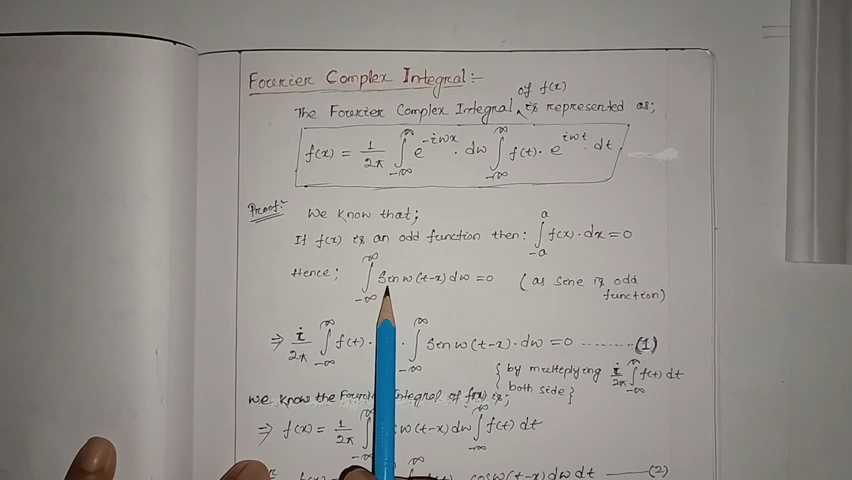 Fourier Complex Integral:-
of f(x)
The Fourier Complex Integral is represented as;
f(x) = 1/2π ∫_{-∞}^{∞} e^{-iwx} · dw ∫_{-∞}^{∞} f(t) · e^{iwt} · dt
Proof:-
We know that;
If f(x) is an odd function then: ∫_{-a}^{a} f(x) · dx = 0
Hence; ∫_{-∞}^{∞} Sin w(t-x) dw = 0 (as Sine is odd
function)
⇒ i/2π ∫_{-∞}^{∞} f(t) · · ∫_{-∞}^{∞} Sin w(t-x) · dw = 0 ......... (1)
{ by multiplying i/2π ∫_{-∞}^{∞} f(t) dt
both side }
We know the Fourier Integral of f(x) is;
⇒ f(x) = 1/2π ∫_{-∞}^{∞} w(t-x) dw ∫_{-∞}^{∞} f(t) dt
cos w(t-x) dw dt —— (2)